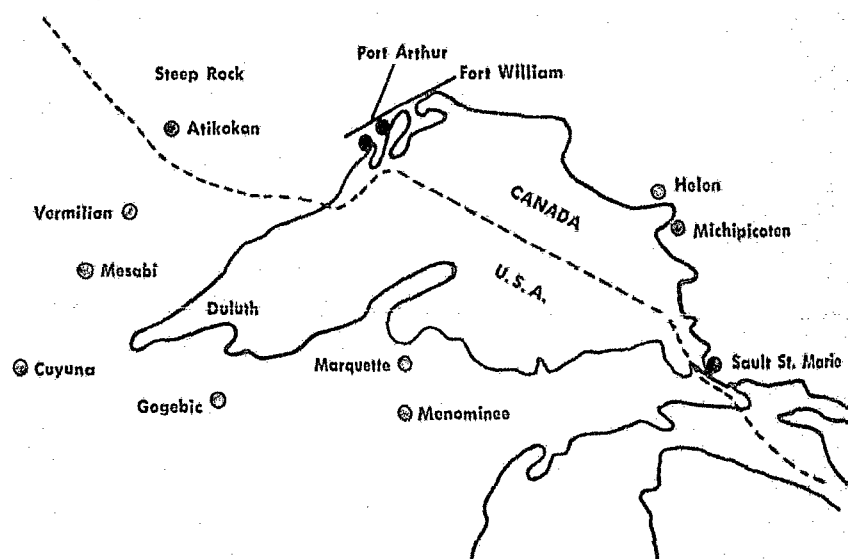 Port Arthur
Fort William
Steep Rock
Atikokan
Helen
Vermilian
CANADA
Michipicoten
Mesabi
U.S.A.
Duluth
Marquette
Sault St. Marie
Cuyuna
Gogebic
Menominee